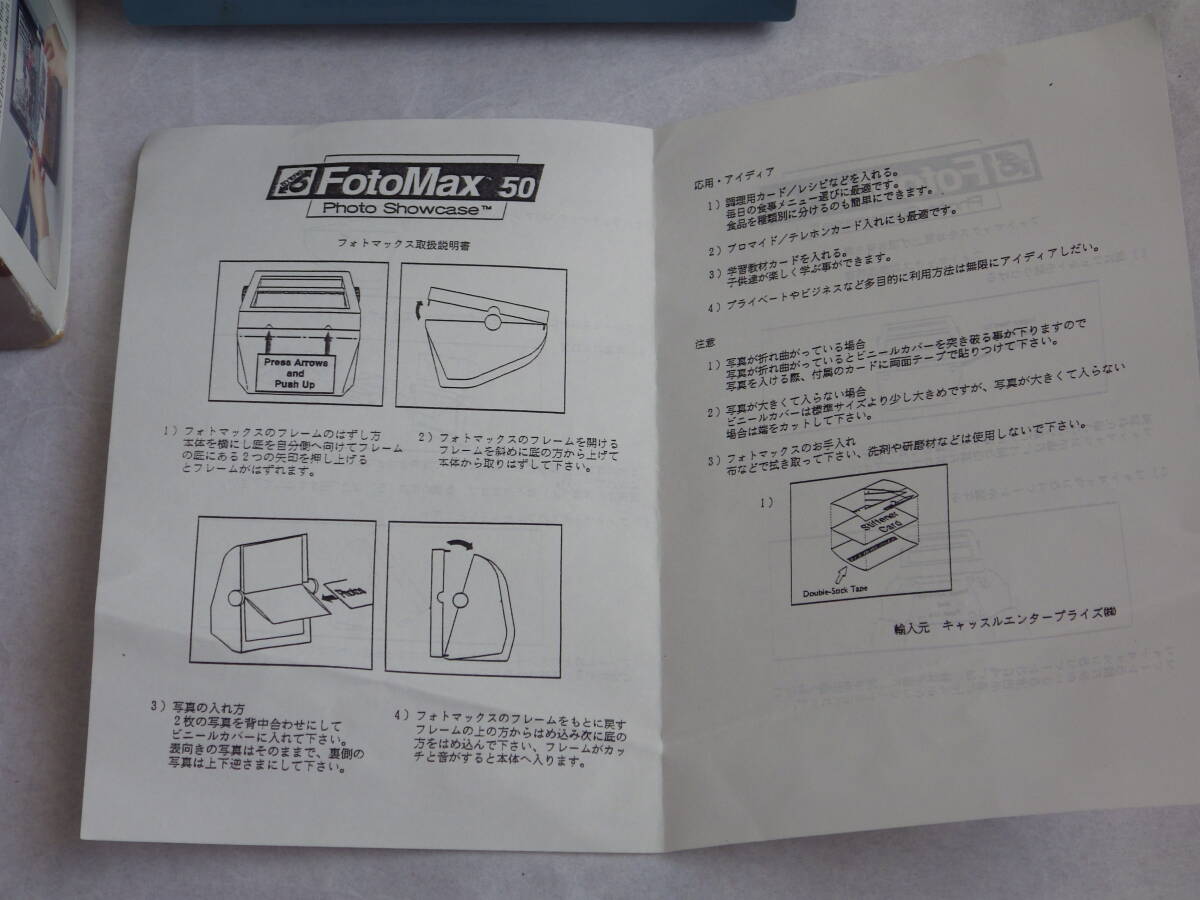 FotoMax 50
Photo Showcase™
フォトマックス取扱説明書
Press Arrows
and
Push Up
1）フォトマックスのフレームのはずし方
本体を横にし底を自分側へ向けてフレーム
の底にある2つの矢印を押し上げる
とフレームがはずれます。
2）フォトマックスのフレームを開ける
フレームを斜めに底の方から上げて
本体から取りはずして下さい。
Photos
3）写真の入れ方
2枚の写真を背中合わせにして
ビニールカバーに入れて下さい。
表向きの写真はそのままで、裏側の
写真は上下逆さまにして下さい。
4）フォトマックスのフレームをもとに戻す
フレームの上の方からはめ込み次に底の
方をはめ込んで下さい、フレームがカッ
チと音がすると本体へ入ります。
応用・アイディア
1）調理用カード／レシピなどを入れる。
毎日の食事メニュー選びに最適です。
食品を種類別に分けるのも簡単にできます。
2）プロマイド／テレホンカード入れにも最適です。
3）学習教材カードを入れる。
子供達が楽しく学ぶ事ができます。
4）プライベートやビジネスなど多目的に利用方法は無限にアイディアしだい。
注意
1）写真が折れ曲がっている場合
写真が折れ曲がっているとビニールカバーを突き破る事が下りますので
写真を入ける際、付属のカードに両面テープで貼りつけて下さい。
2）写真が大きくて入らない場合
ビニールカバーは標準サイズより少し大きめですが、写真が大きくて入らない
場合は端をカットして下さい。
3）フォトマックスのお手入れ
布などで拭き取って下さい、洗剤や研磨材などは使用しないで下さい。
1）
Stiffener
Card
Double-Stick Tape
輸入元　キャッスルエンタープライズ㈱